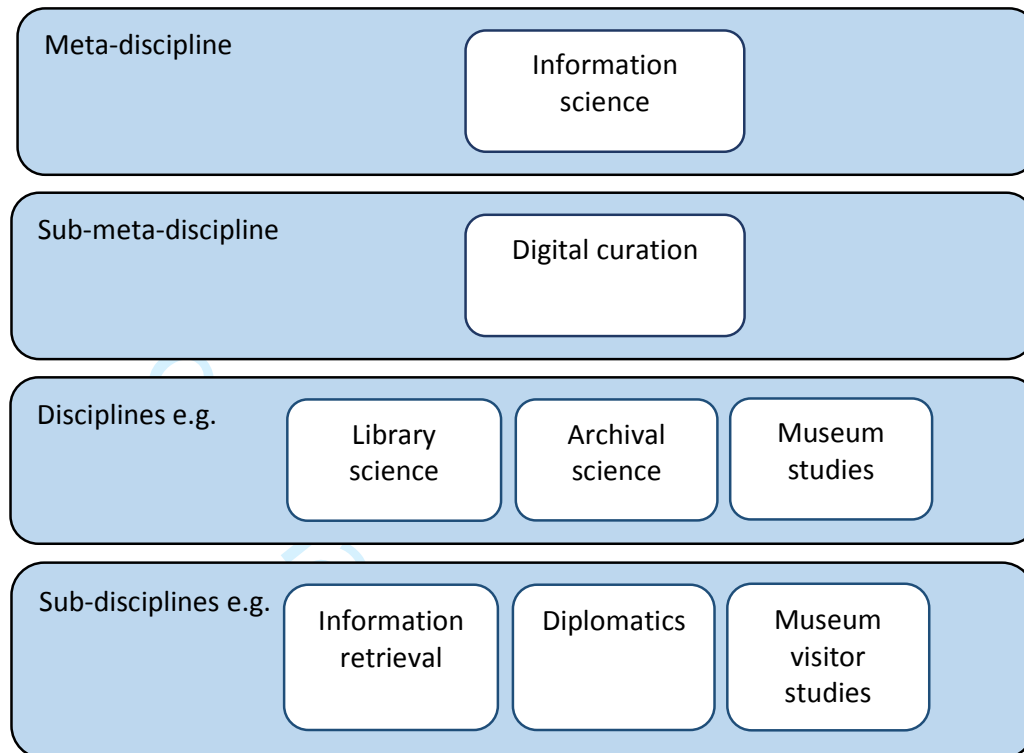 Meta-discipline
Information
science
Sub-meta-discipline
Digital curation
Disciplines e.g.
Library
science
Archival
science
Museum
studies
Sub-disciplines e.g.
Information
retrieval
Diplomatics
Museum
visitor
studies